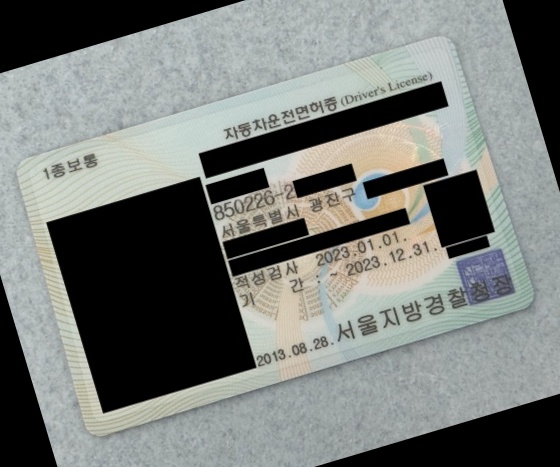 자동차운전면허증 (Driver's License)
1종보통
850226-2
서울특별시 광진구
적성검사 2023.01.01.
기 간 : ~ 2023.12.31.
2013.08.28. 서울지방경찰청장